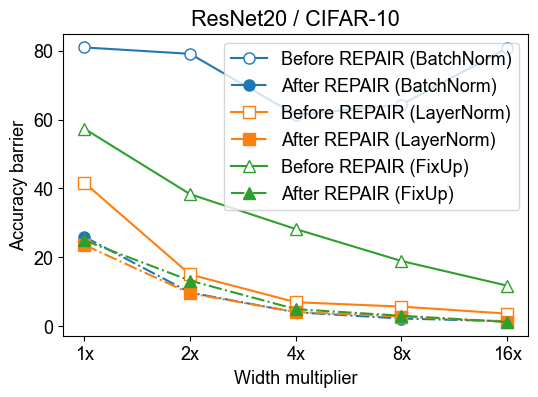 ResNet20 / CIFAR-10
Accuracy barrier
80
60
40
20
0
Before REPAIR (BatchNorm)
After REPAIR (BatchNorm)
Before REPAIR (LayerNorm)
After REPAIR (LayerNorm)
Before REPAIR (FixUp)
After REPAIR (FixUp)
1x 2x 4x 8x 16x
Width multiplier